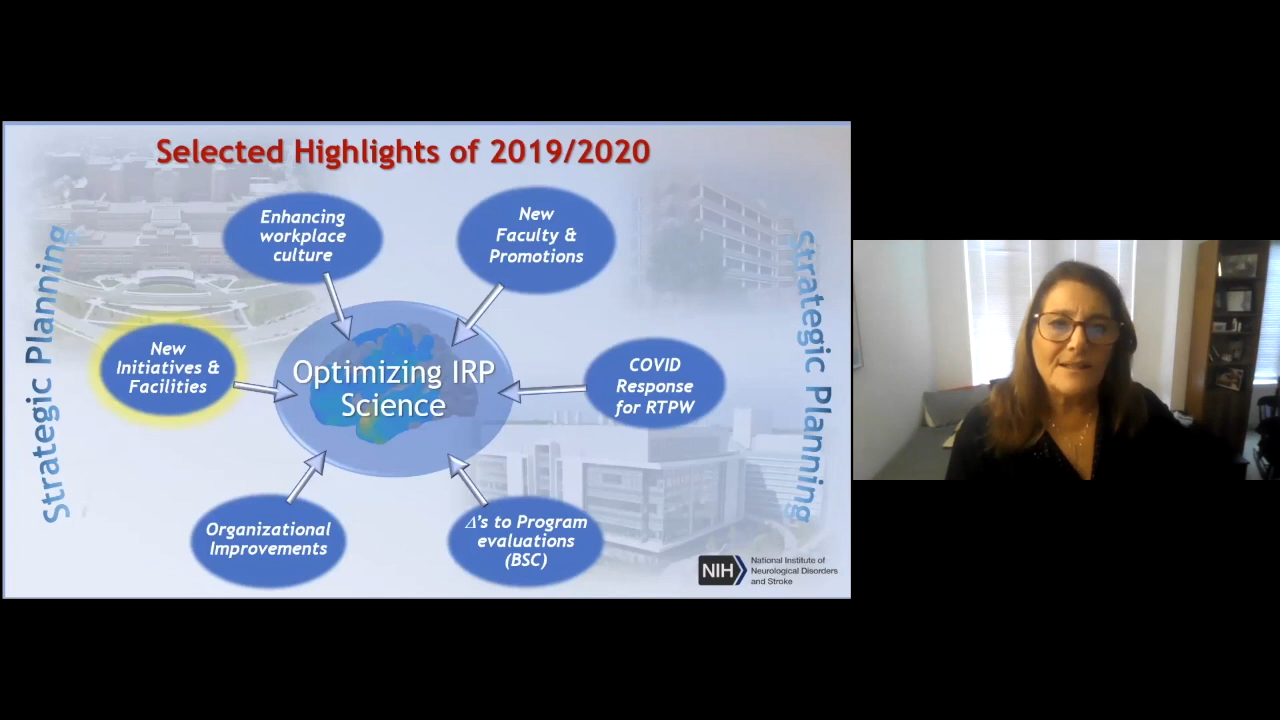 Selected Highlights of 2019/2020
Strategic Planning
Enhancing
workplace
culture
New
Faculty &
Promotions
New
Initiatives &
Facilities
Optimizing IRP
Science
COVID
Response
for RTPW
Strategic Planning
Organizational
Improvements
Δ's to Program
evaluations
(BSC)
NIH
National Institute of
Neurological Disorders
and Stroke